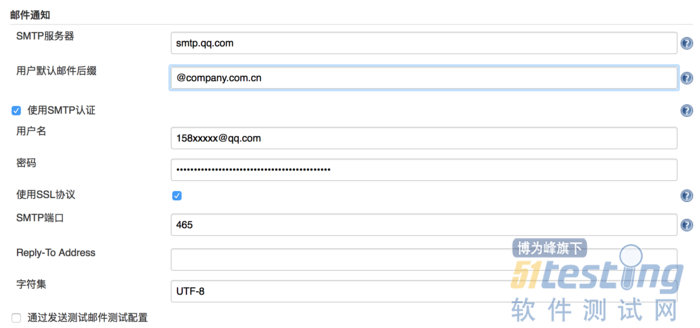 邮件通知
SMTP服务器
smtp.qq.com
用户默认邮件后缀
@company.com.cn
使用SMTP认证
用户名
158xxxxx@qq.com
密码
使用SSL协议
SMTP端口
465
Reply-To Address
字符集
UTF-8
通过发送测试邮件测试配置
博为峰旗下
51testing
软件测试网